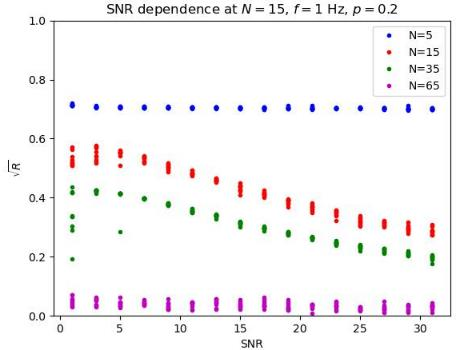 SNR dependence at N = 15, f = 1 Hz, p = 0.2
N=5
N=15
N=35
N=65
1.0
0.8
0.6
0.4
0.2
0.0
√R
0 5 10 15 20 25 30
SNR